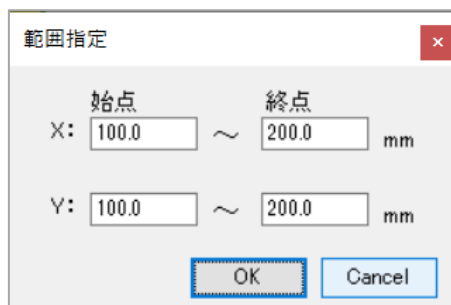 範囲指定 ×
始点 終点
X: 100.0 ～ 200.0 mm
Y: 100.0 ～ 200.0 mm
OK Cancel